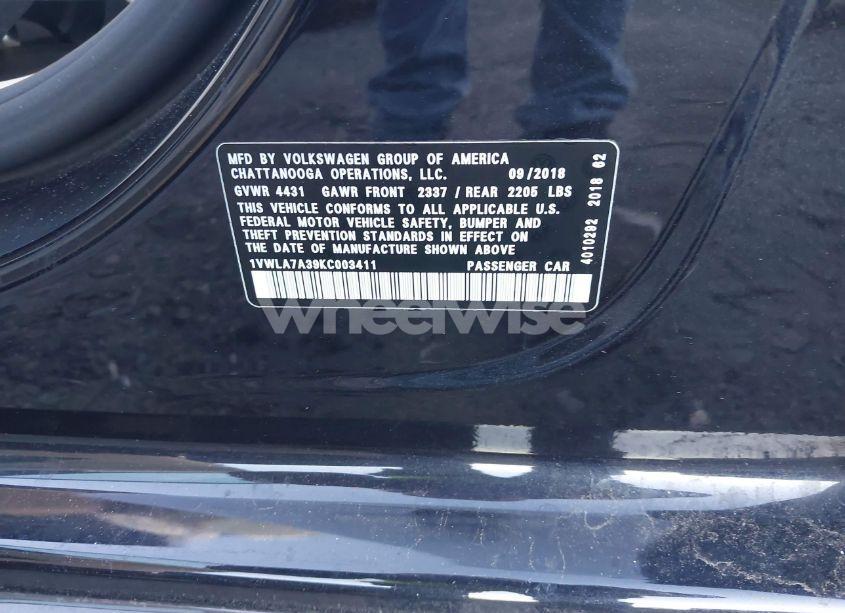 MFD BY VOLKSWAGEN GROUP OF AMERICA
CHATTANOOGA OPERATIONS, LLC. 09/2018
GVWR 4431 GAWR FRONT 2337 / REAR 2205 LBS
THIS VEHICLE CONFORMS TO ALL APPLICABLE U.S.
FEDERAL MOTOR VEHICLE SAFETY, BUMPER AND
THEFT PREVENTION STANDARDS IN EFFECT ON
THE DATE OF MANUFACTURE SHOWN ABOVE
1VWLA7A39KC003411 PASSENGER CAR
4010292 2018 62
wheelwise